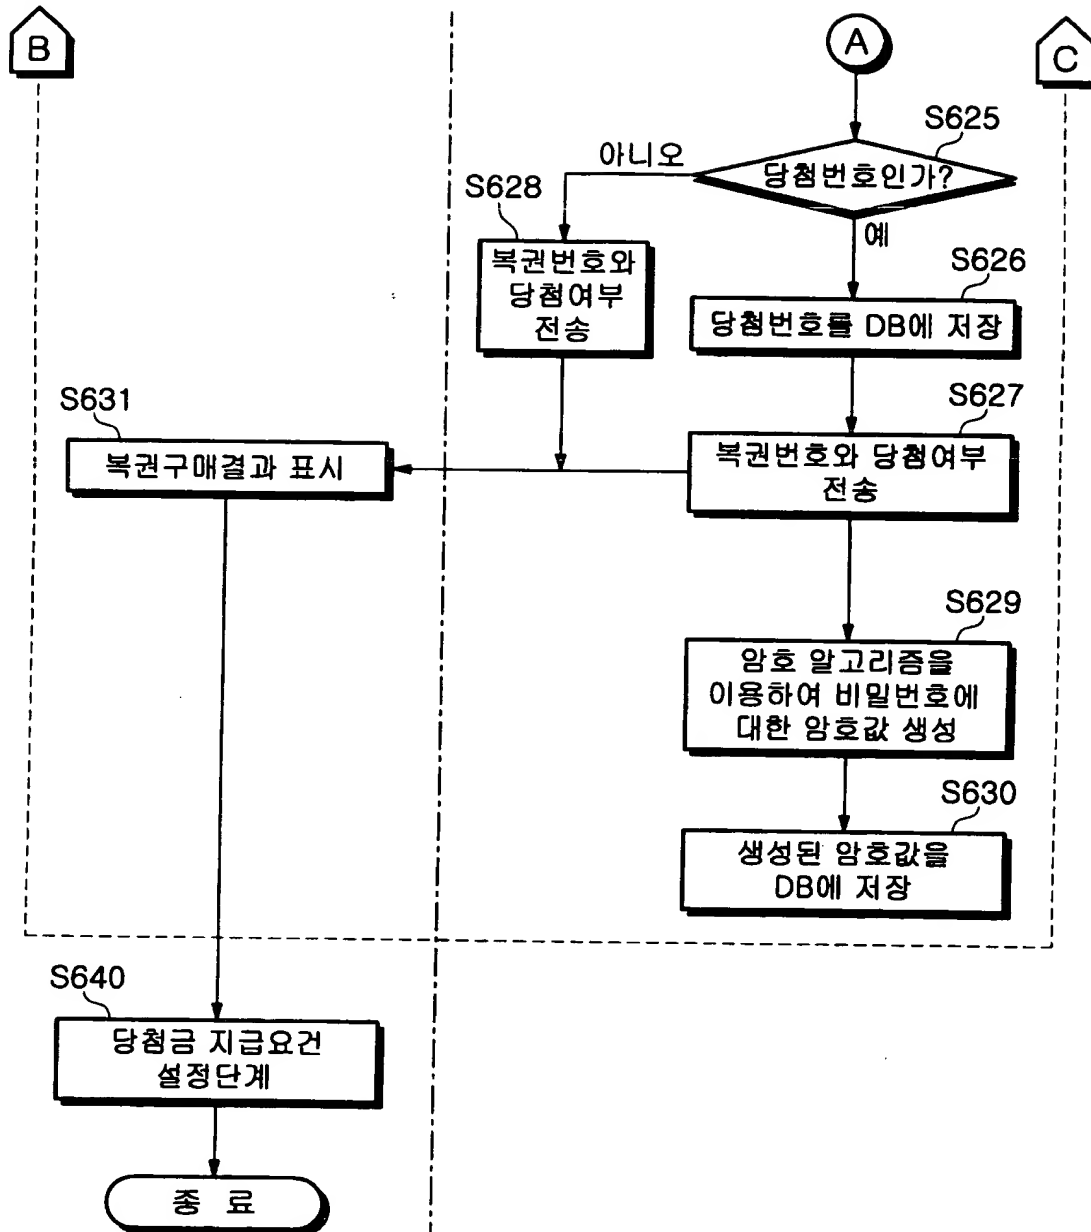 B
A
C
S625
당첨번호인가?
아니오
예
S628
복권번호와
당첨여부
전송
S626
당첨번호를 DB에 저장
S631
복권구매결과 표시
S627
복권번호와 당첨여부
전송
S629
암호 알고리즘을
이용하여 비밀번호에
대한 암호값 생성
S630
생성된 암호값을
DB에 저장
S640
당첨금 지급요건
설정단계
종 료